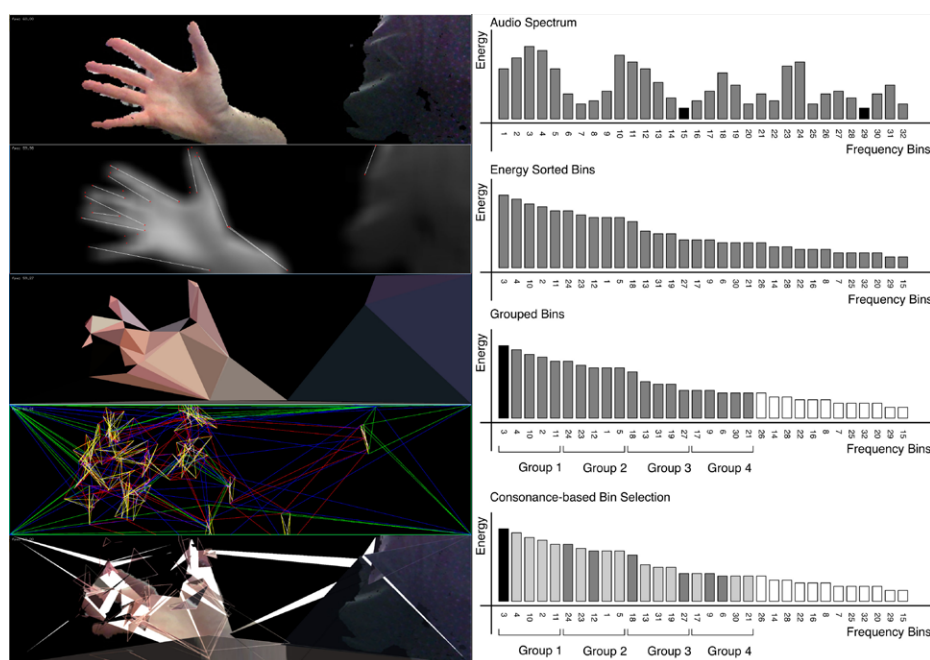 Audio Spectrum
Energy
1 2 3 4 5 6 7 8 9 10 11 12 13 14 15 16 17 18 19 20 21 22 23 24 25 26 27 28 29 30 31 32
Frequency Bins
Energy Sorted Bins
Energy
3 4 10 2 11 24 23 12 1 5 18 13 31 19 27 17 9 6 30 21 26 14 28 22 16 8 7 25 32 20 29 15
Frequency Bins
Grouped Bins
Energy
3 4 10 2 11 24 23 12 1 5 18 13 31 19 27 17 9 6 30 21 26 14 28 22 16 8 7 25 32 20 29 15
Frequency Bins
Group 1 Group 2 Group 3 Group 4
Consonance-based Bin Selection
Energy
3 4 10 2 11 24 23 12 1 5 18 13 31 19 27 17 9 6 30 21 26 14 28 22 16 8 7 25 32 20 29 15
Frequency Bins
Group 1 Group 2 Group 3 Group 4